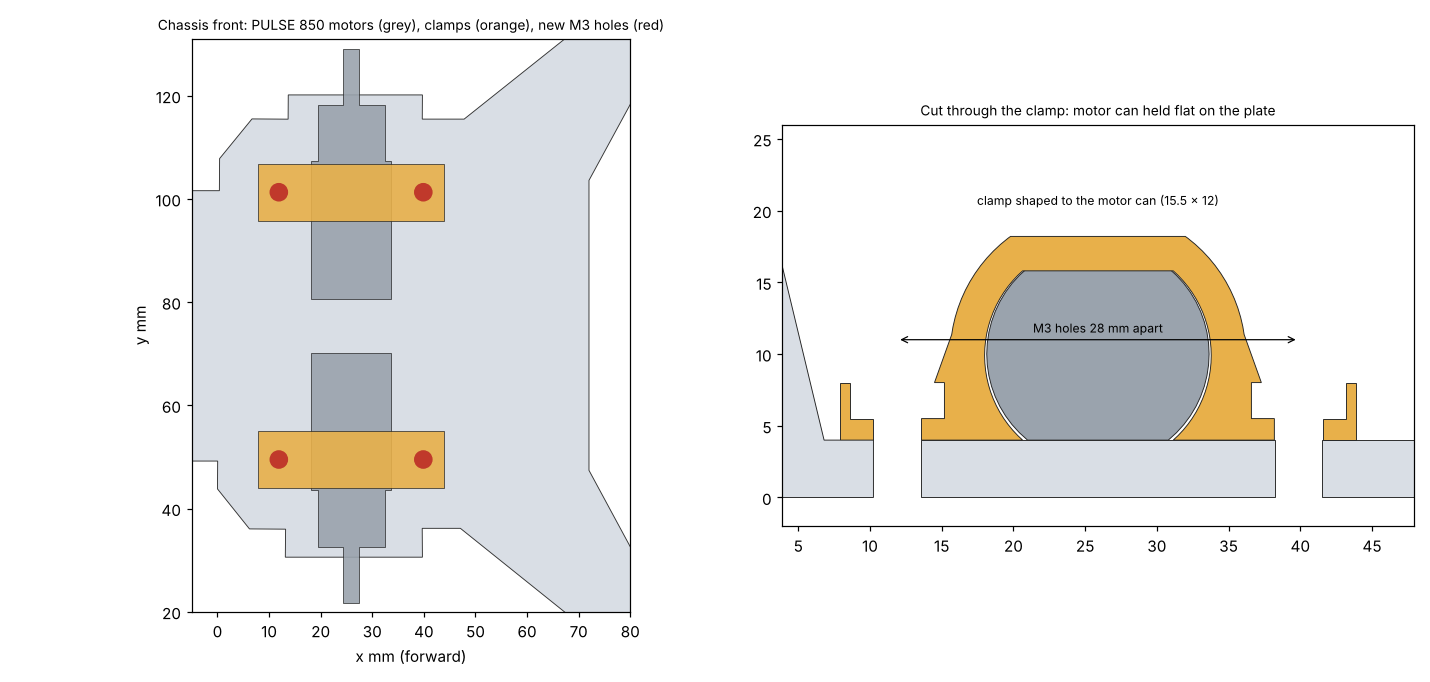 Chassis front: PULSE 850 motors (grey), clamps (orange), new M3 holes (red)
120
100
80
60
40
20
y mm
0 10 20 30 40 50 60 70 80
x mm (forward)
Cut through the clamp: motor can held flat on the plate
25
20
15
10
5
0
clamp shaped to the motor can (15.5 × 12)
M3 holes 28 mm apart
5 10 15 20 25 30 35 40 45